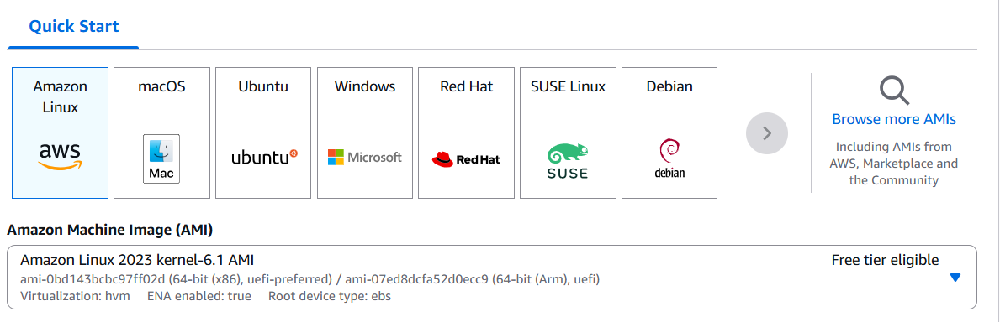 Quick Start
Amazon
Linux
aws
macOS
Mac
Ubuntu
ubuntu
Windows
Microsoft
Red Hat
Red Hat
SUSE Linux
SUSE
Debian
debian
Browse more AMIs
Including AMIs from
AWS, Marketplace and
the Community
Amazon Machine Image (AMI)
Amazon Linux 2023 kernel-6.1 AMI
Free tier eligible
ami-0bd143bcbc97ff02d (64-bit (x86), uefi-preferred) / ami-07ed8dcfa52d0ecc9 (64-bit (Arm), uefi)
Virtualization: hvm ENA enabled: true Root device type: ebs